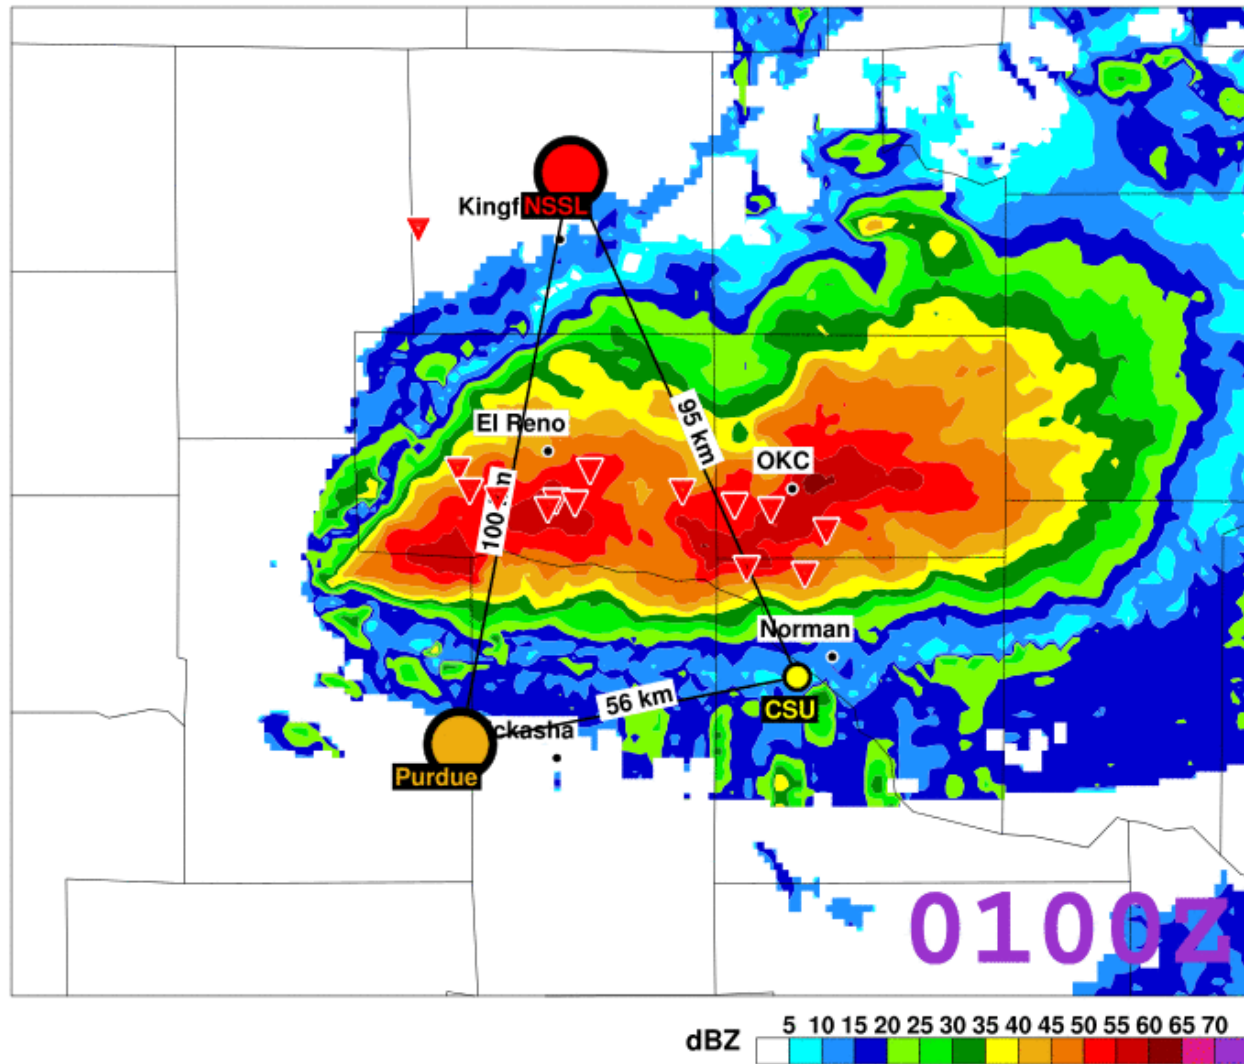 Kingf
NSSL
El Reno
95 km
OKC
100 km
Norman
56 km
CSU
ckasha
Purdue
0100Z
dBZ 5 10 15 20 25 30 35 40 45 50 55 60 65 70